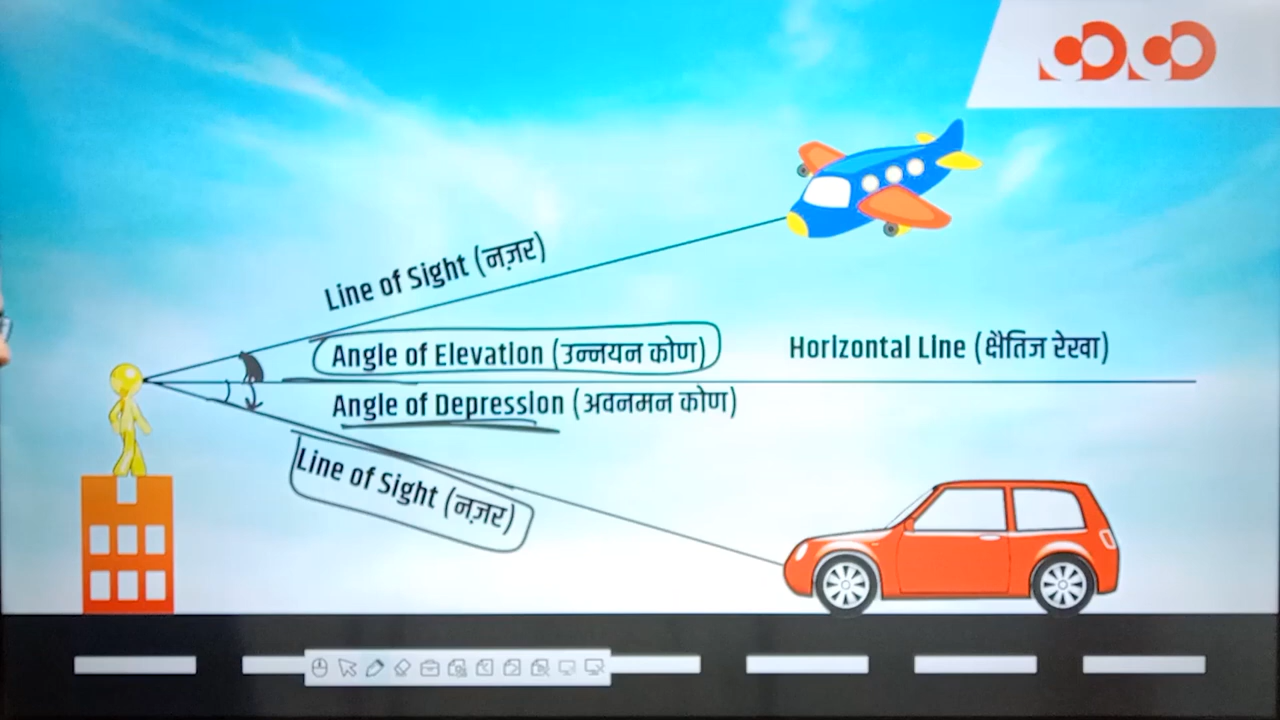 Line of Sight (नज़र)
Angle of Elevation (उन्नयन कोण)
Horizontal Line (क्षैतिज रेखा)
Angle of Depression (अवनमन कोण)
Line of Sight (नज़र)